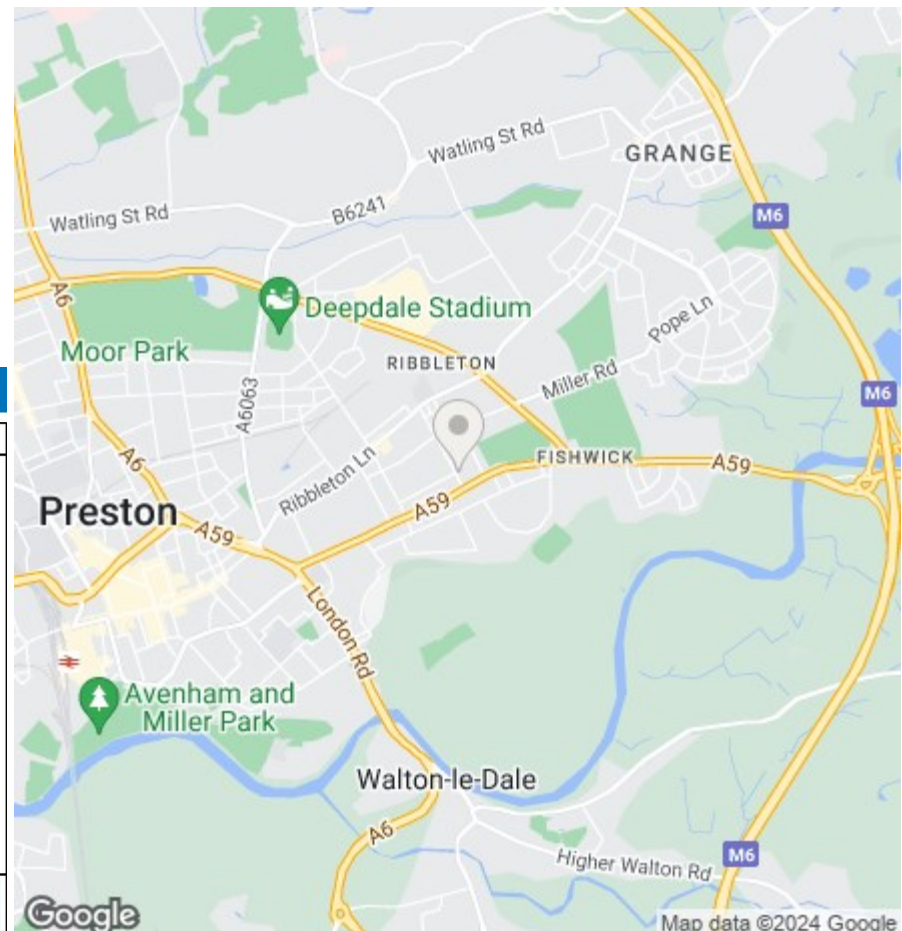 Watling St Rd
GRANGE
Watling St Rd
B6241
M6
A6
Deepdale Stadium
Moor Park
Pope Ln
RIBBLETON
Miller Rd
M6
A6063
A6
Ribbleton Ln
FISHWICK
A59
A59
Preston
A59
London Rd
Avenham and
Miller Park
Walton-le-Dale
A6
Higher Walton Rd
M6
Google
Map data ©2024 Google